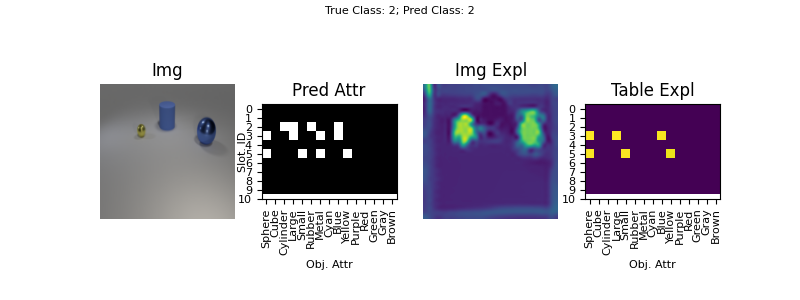 True Class: 2; Pred Class: 2
Img
Pred Attr
Img Expl
Table Expl
Slot. ID
0
1
2
3
4
5
6
7
8
9
10
Sphere
Cube
Cylinder
Large
Small
Rubber
Metal
Cyan
Blue
Yellow
Purple
Red
Green
Gray
Brown
Obj. Attr
0
1
2
3
4
5
6
7
8
9
10
Sphere
Cube
Cylinder
Large
Small
Rubber
Metal
Cyan
Blue
Yellow
Purple
Red
Green
Gray
Brown
Obj. Attr